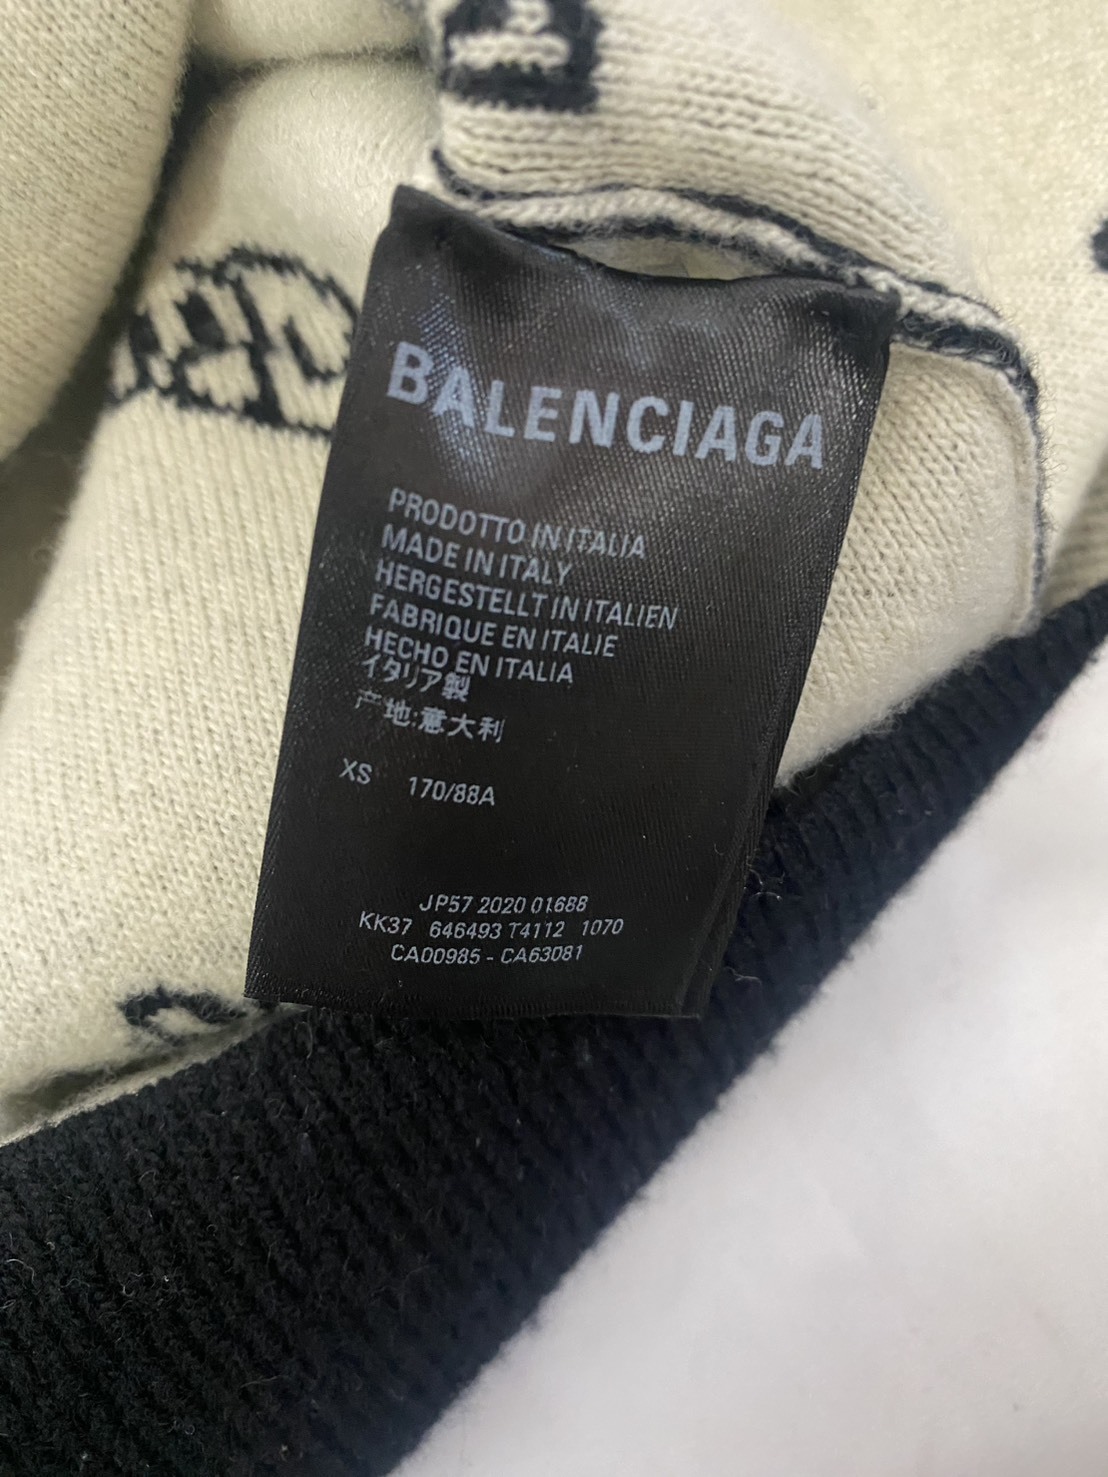 BALENCIAGA
PRODOTTO IN ITALIA
MADE IN ITALY
HERGESTELLT IN ITALIEN
FABRIQUE EN ITALIE
HECHO EN ITALIA
イタリア製
产地:意大利
XS 170/88A
JP57 2020 01688
KK37 646493 T4112 1070
CA00985 - CA63081